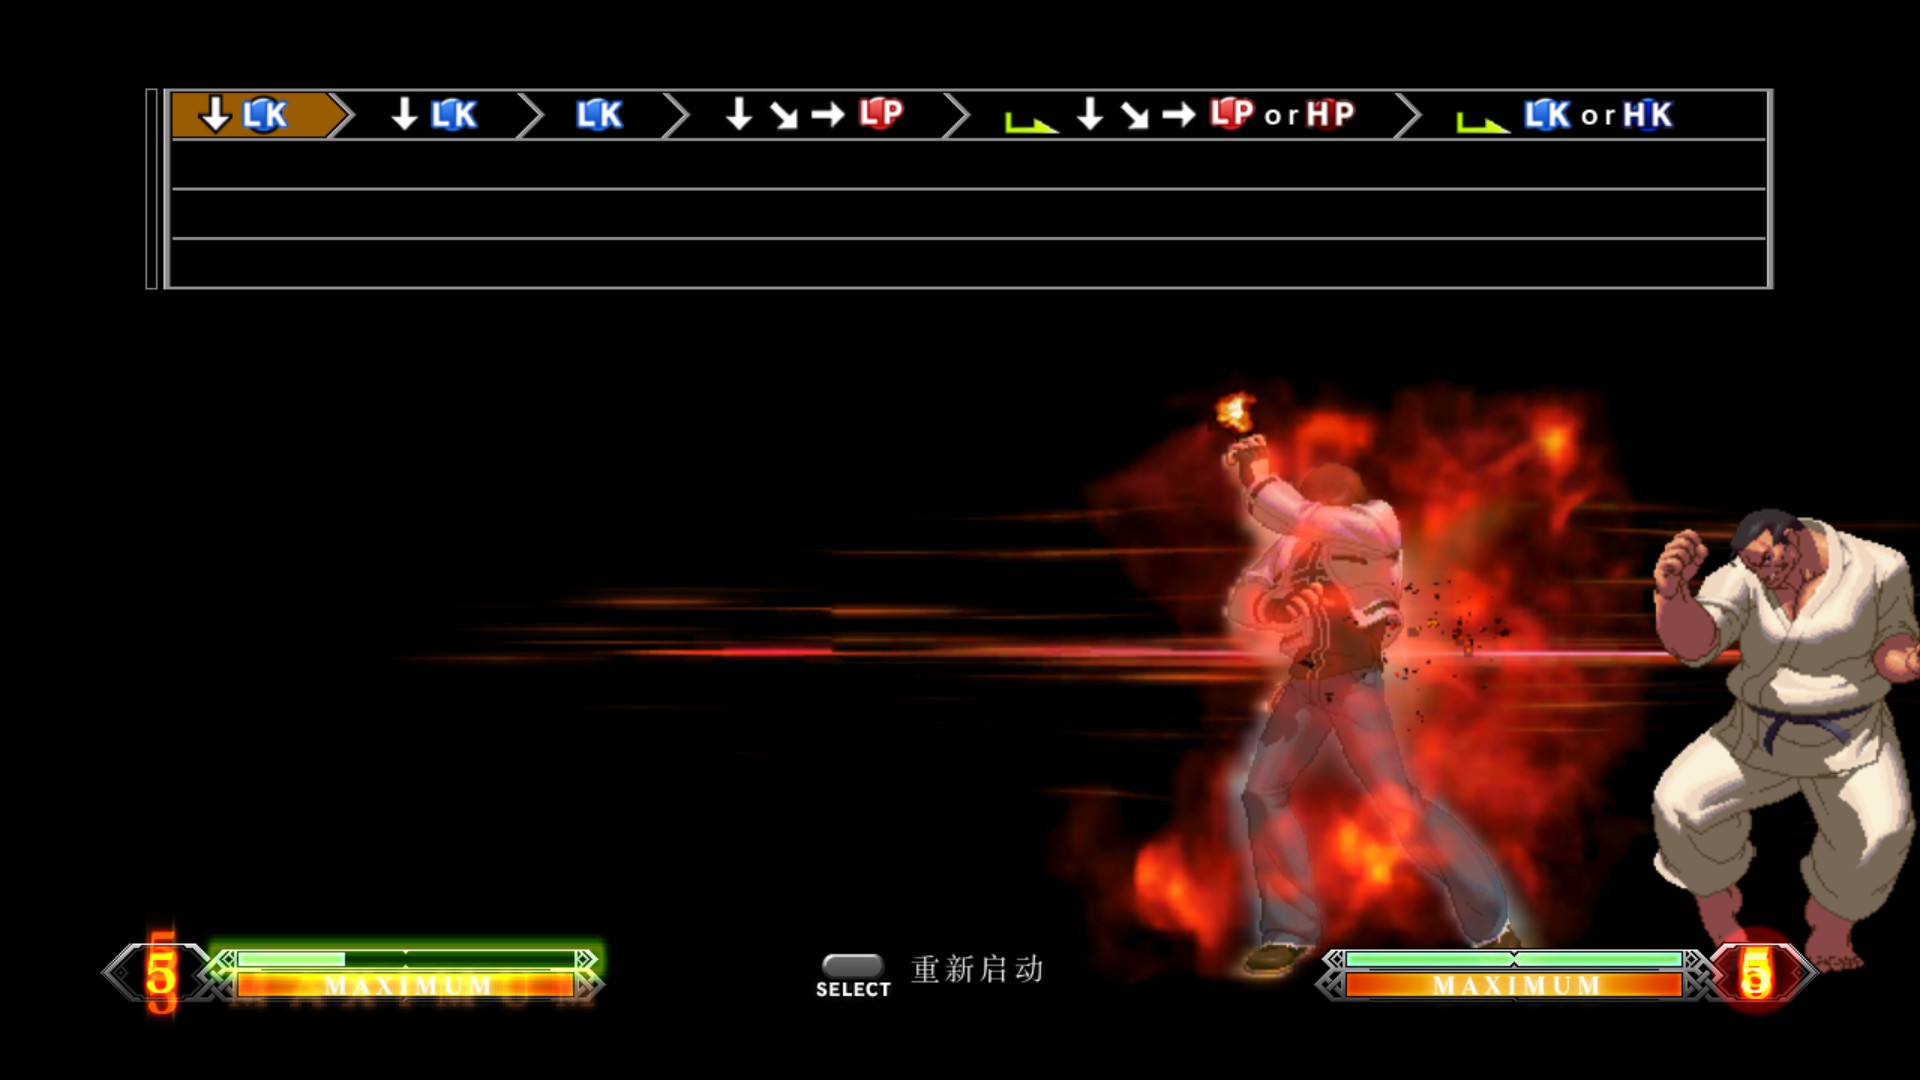 ↓ LK ↓ LK LK ↓ ↘ → LP ↓ ↘ → LP or HP LK or HK
5 MAXIMUM SELECT 重新启动 MAXIMUM 5